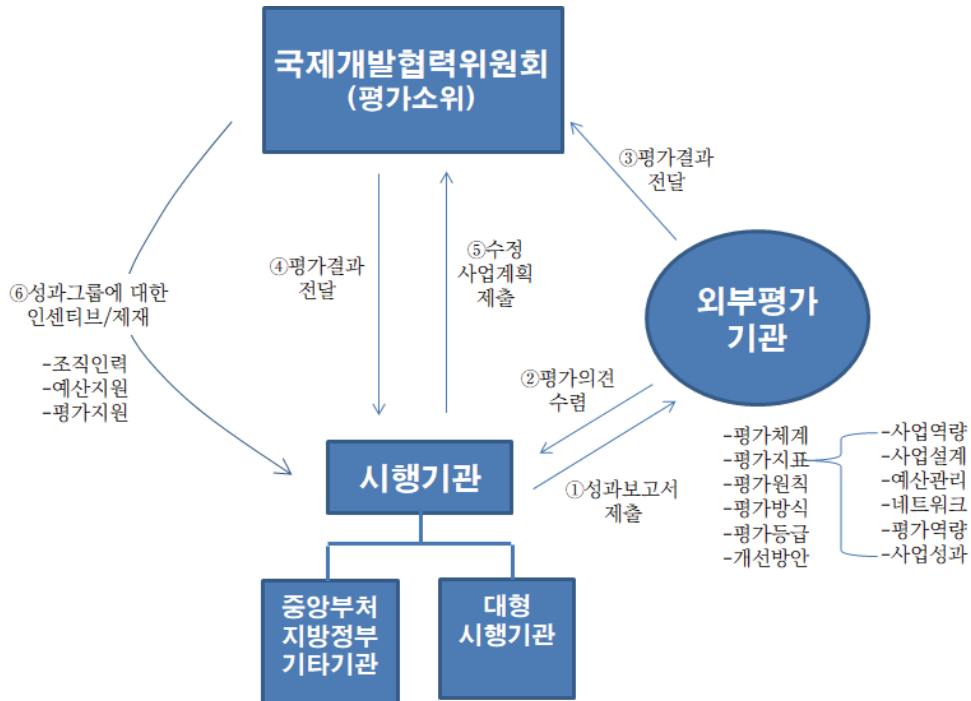 국제개발협력위원회
(평가소위)
③평가결과
전달
④평가결과
전달
⑤수정
사업계획
제출
⑥성과그룹에 대한
인센티브/제재
-조직인력
-예산지원
-평가지원
외부평가
기관
②평가의견
수렴
①성과보고서
제출
-평가체계
-평가지표
-평가원칙
-평가방식
-평가등급
-개선방안
-사업역량
-사업설계
-예산관리
-네트워크
-평가역량
-사업성과
시행기관
중앙부처
지방정부
기타기관
대형
시행기관